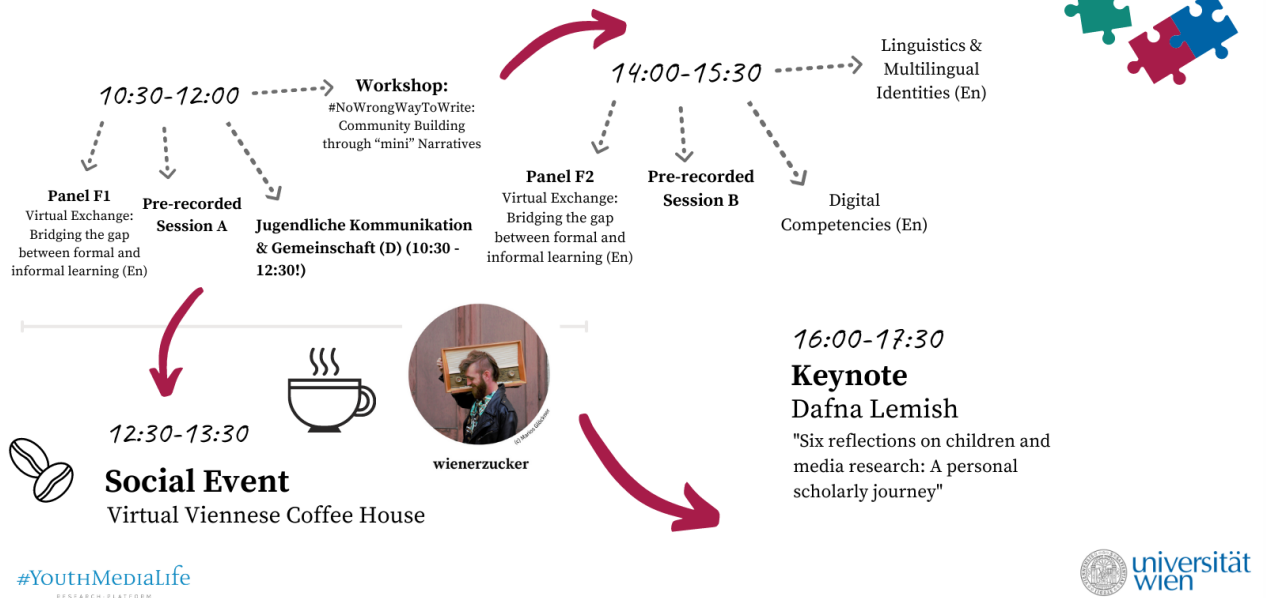 10:30-12:00
Workshop:
#NoWrongWayToWrite:
Community Building
through “mini” Narratives
Panel F1
Virtual Exchange:
Bridging the gap
between formal and
informal learning (En)
Pre-recorded
Session A
Jugendliche Kommunikation
& Gemeinschaft (D) (10:30 -
12:30!)
14:00-15:30
Linguistics &
Multilingual
Identities (En)
Panel F2
Virtual Exchange:
Bridging the gap
between formal and
informal learning (En)
Pre-recorded
Session B
Digital
Competencies (En)
12:30-13:30
Social Event
Virtual Viennese Coffee House
(c) Marius Glöckner
wienerzucker
16:00-17:30
Keynote
Dafna Lemish
"Six reflections on children and
media research: A personal
scholarly journey"
#YouthMediaLife
RESEARCH-PLATFORM
universität
wien